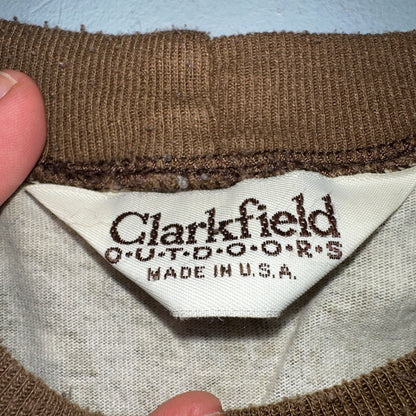 Clarkfield
O·U·T·D·O·O·R·S
MADE IN U.S.A.